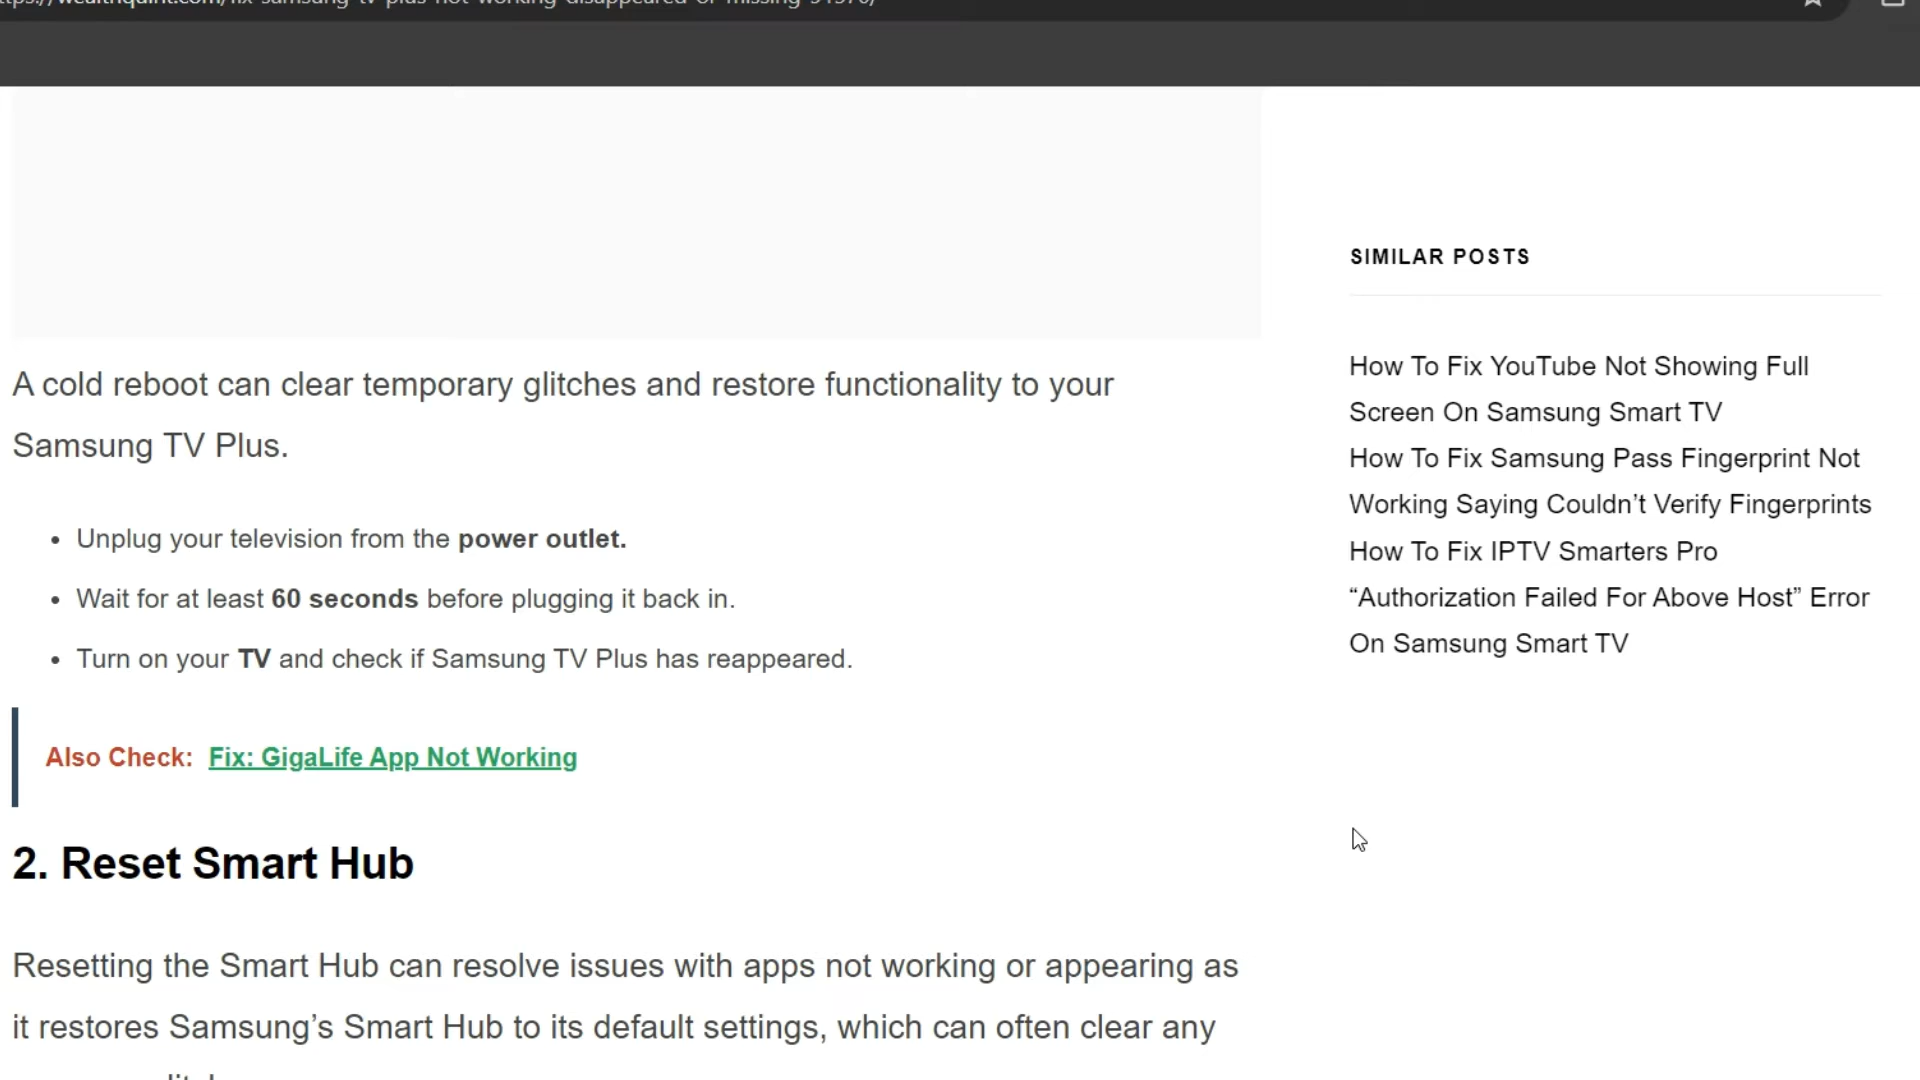 A cold reboot can clear temporary glitches and restore functionality to your
Samsung TV Plus.
• Unplug your television from the power outlet.
• Wait for at least 60 seconds before plugging it back in.
• Turn on your TV and check if Samsung TV Plus has reappeared.
Also Check: Fix: GigaLife App Not Working
2. Reset Smart Hub
Resetting the Smart Hub can resolve issues with apps not working or appearing as
it restores Samsung’s Smart Hub to its default settings, which can often clear any
SIMILAR POSTS
How To Fix YouTube Not Showing Full
Screen On Samsung Smart TV
How To Fix Samsung Pass Fingerprint Not
Working Saying Couldn’t Verify Fingerprints
How To Fix IPTV Smarters Pro
“Authorization Failed For Above Host” Error
On Samsung Smart TV